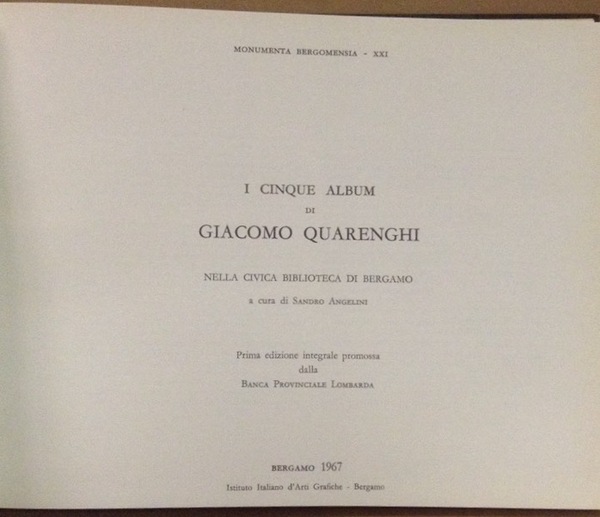 MONUMENTA BERGOMENSIA - XXI
I CINQUE ALBUM
DI
GIACOMO QUARENGHI
NELLA CIVICA BIBLIOTECA DI BERGAMO
a cura di SANDRO ANGELINI
Prima edizione integrale promossa
dalla
BANCA PROVINCIALE LOMBARDA
BERGAMO 1967
Istituto Italiano d'Arti Grafiche - Bergamo